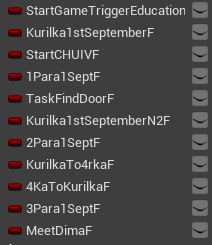 StartGameTriggerEducation
Kurilka1stSeptemberF
StartCHUIVF
1Para1SeptF
TaskFindDoorF
Kurilka1stSeptemberN2F
2Para1SeptF
KurilkaTo4rkaF
4KaToKurilkaF
3Para1SeptF
MeetDimaF